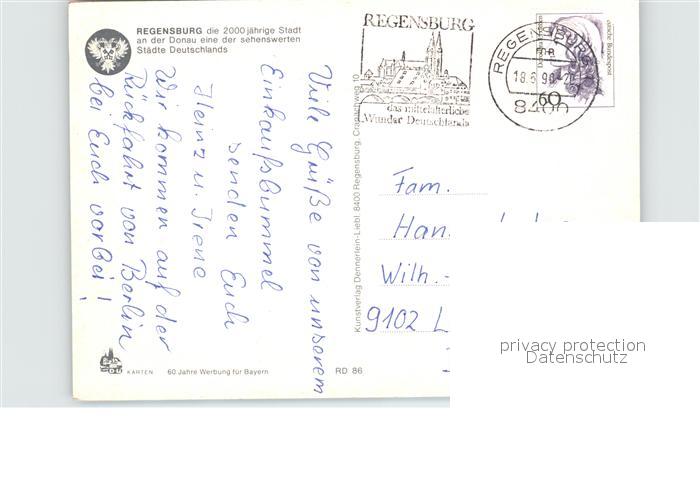 REGENSBURG die 2000jährige Stadt
an der Donau eine der sehenswerten
Städte Deutschlands
Viele Grüße von unserem
Einkaufsbummel
senden Euch
Heinz u. Irene
Wir kommen auf der
Rückfahrt von Berlin
bei Euch vorbei!
KARTEN 60 Jahre Werbung für Bayern RD 86
Kunstverlag Dennerlein-Liebl, 8400 Regensburg,
REGENSBURG
das mittelalterliche
Wunder Deutschlands
REGENSBURG
8400
60
Deutsche Bundespost
Fam.
Han
Wilh.-
9102 L
privacy protection
Datenschutz